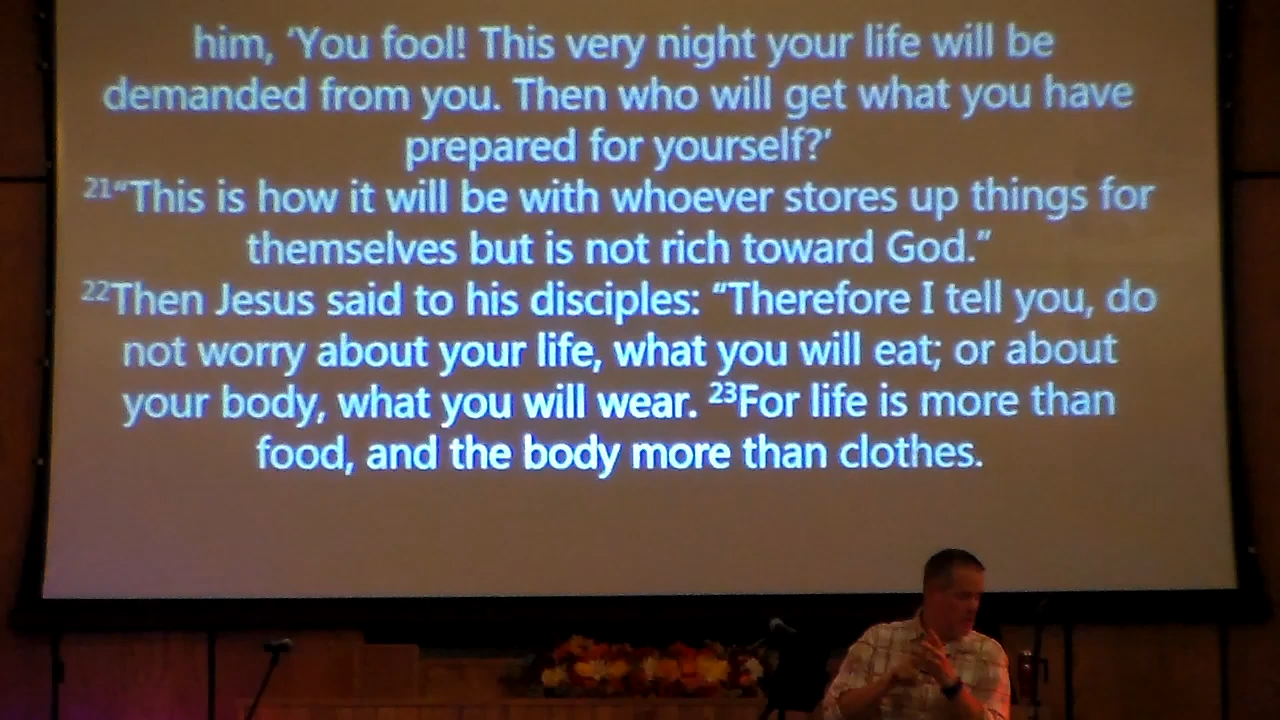 him, ‘You fool! This very night your life will be
demanded from you. Then who will get what you have
prepared for yourself?’
21“This is how it will be with whoever stores up things for
themselves but is not rich toward God.”
22Then Jesus said to his disciples: “Therefore I tell you, do
not worry about your life, what you will eat; or about
your body, what you will wear. 23For life is more than
food, and the body more than clothes.